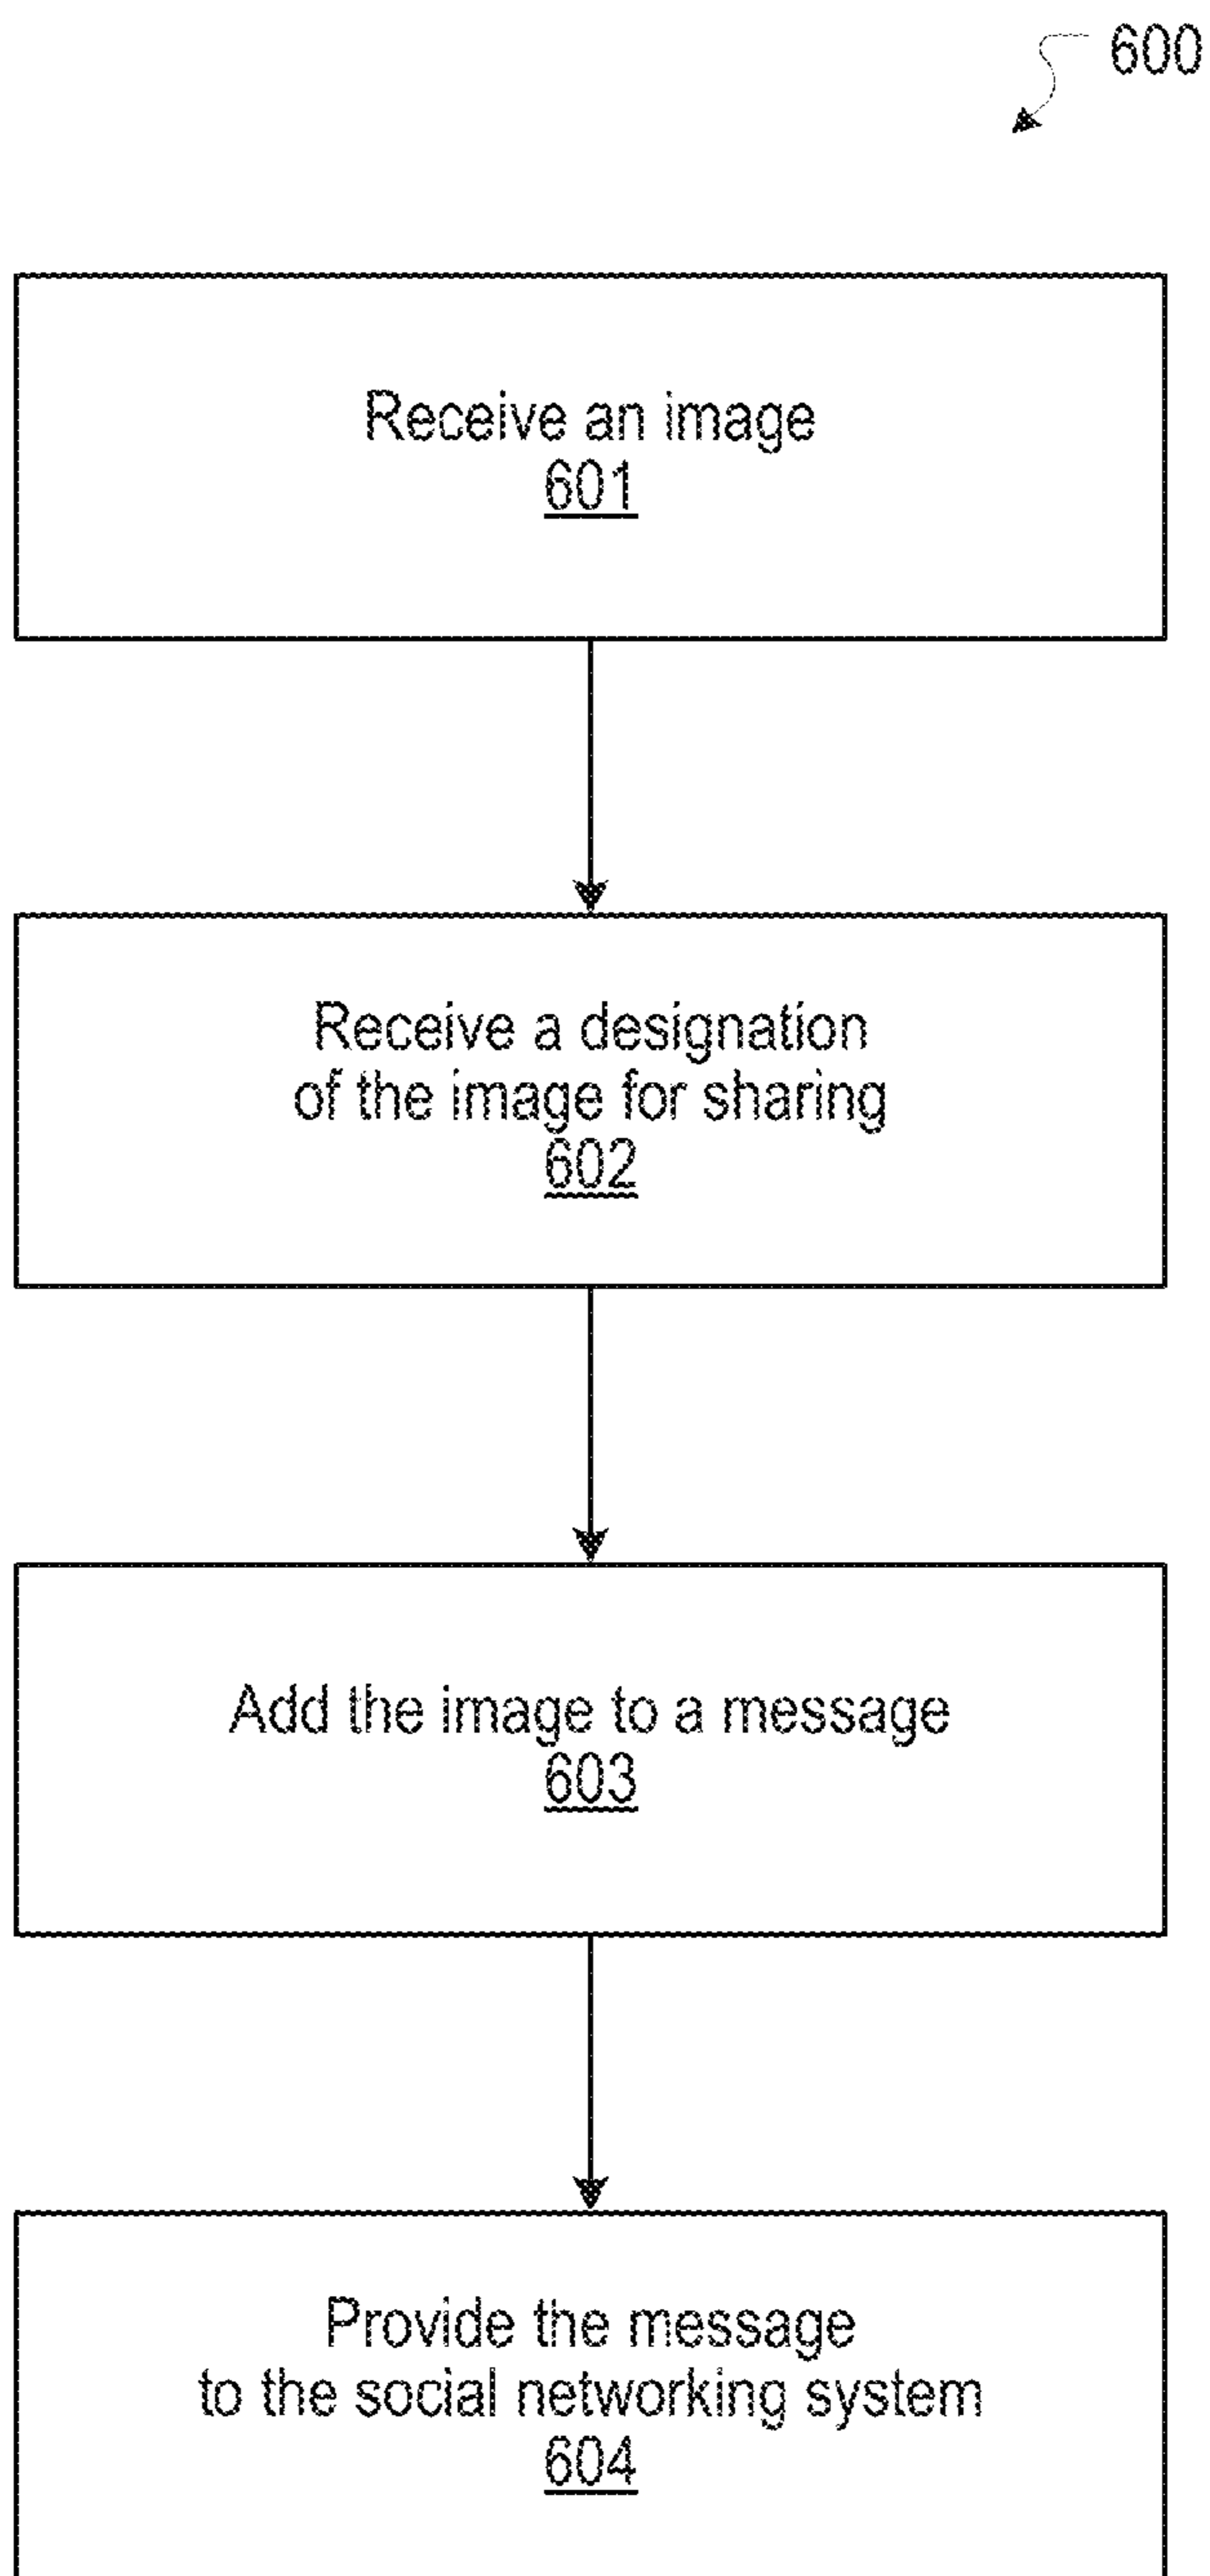 600
Receive an image
601
Receive a designation
of the image for sharing
602
Add the image to a message
603
Provide the message
to the social networking system
604